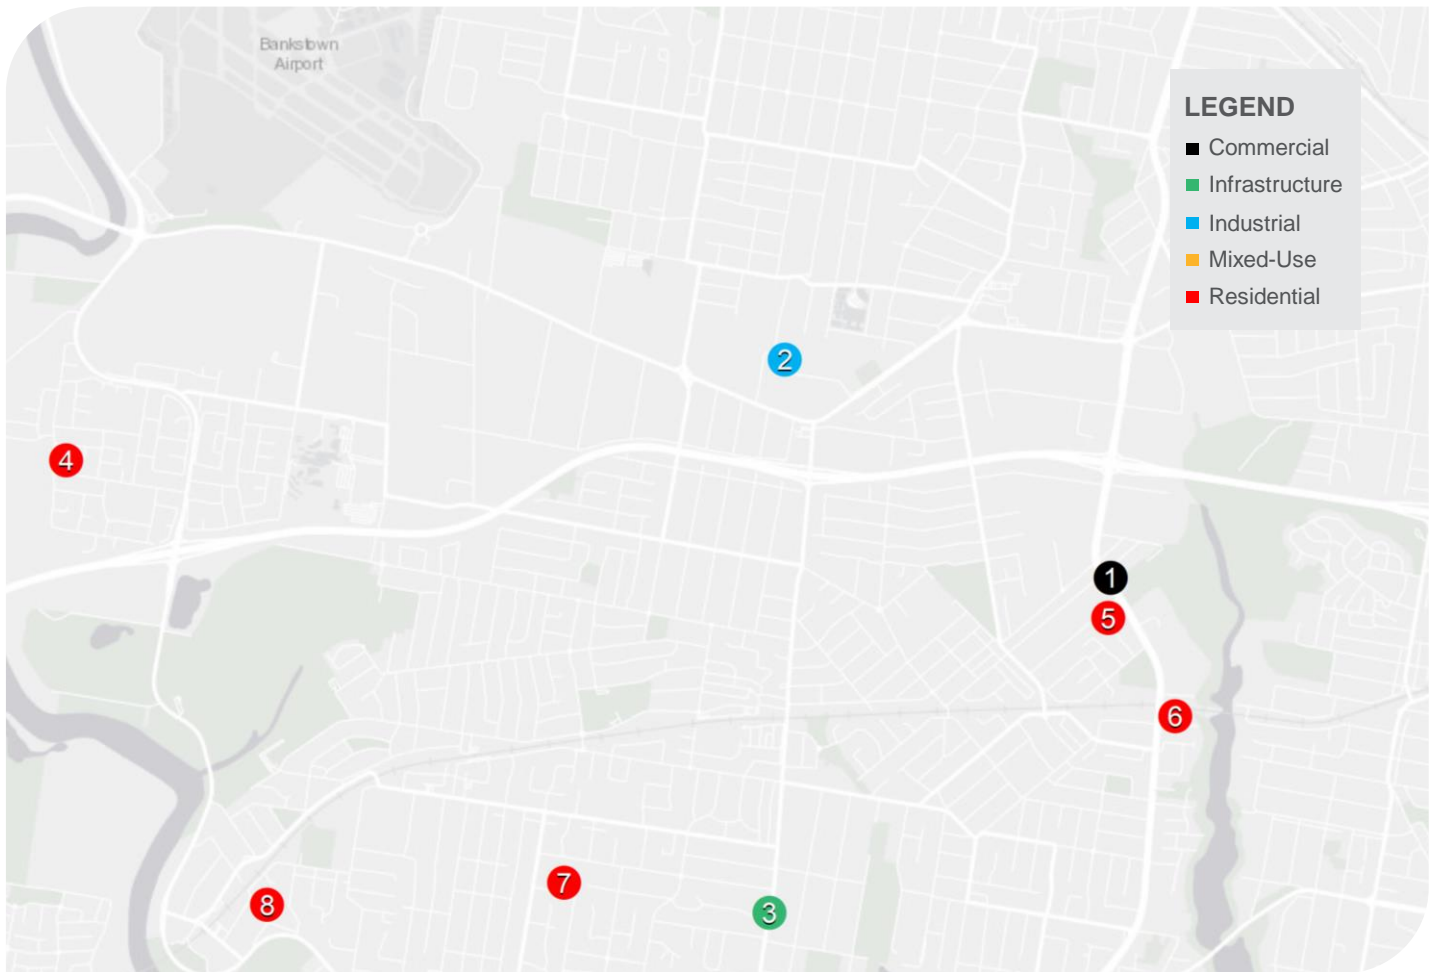 Bankstown
Airport
LEGEND
Commercial
Infrastructure
Industrial
Mixed-Use
Residential
2
4
1
5
6
7
8
3